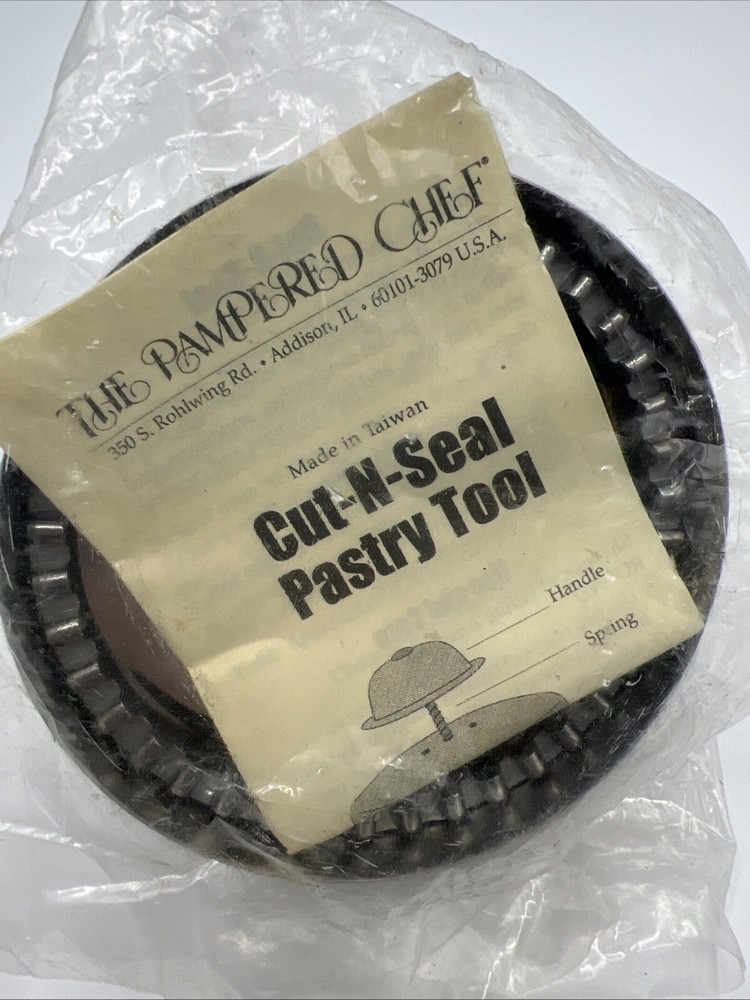 THE PAMPERED CHEF®
350 S. Rohlwing Rd. • Addison, IL • 60101-3079 U.S.A.
Made in Taiwan
Cut-N-Seal
Pastry Tool
Handle
Spring